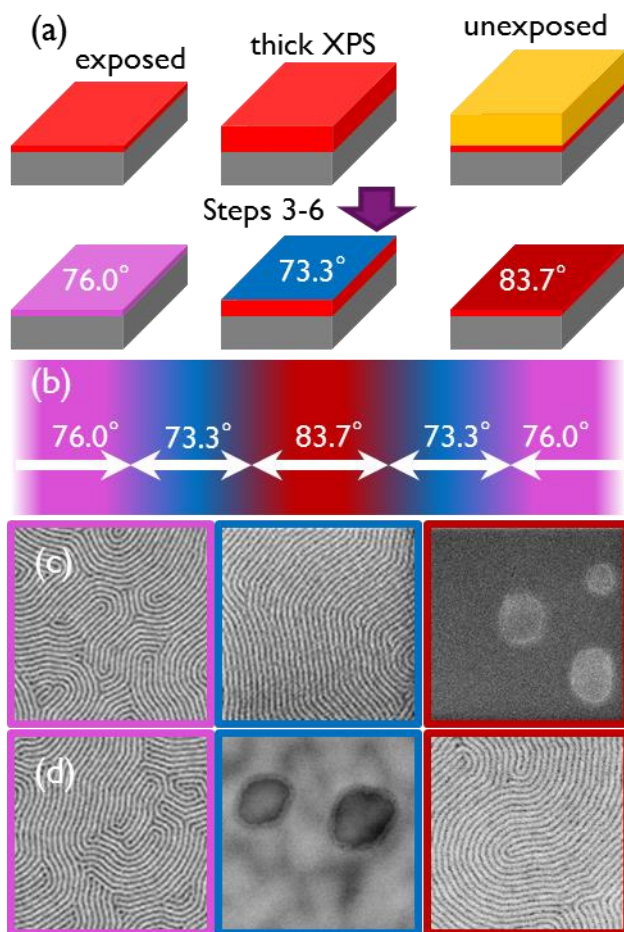 (a)
exposed
thick XPS
unexposed
Steps 3-6
76.0°
73.3°
83.7°
(b)
76.0° 73.3° 83.7° 73.3° 76.0°
(c)
(d)